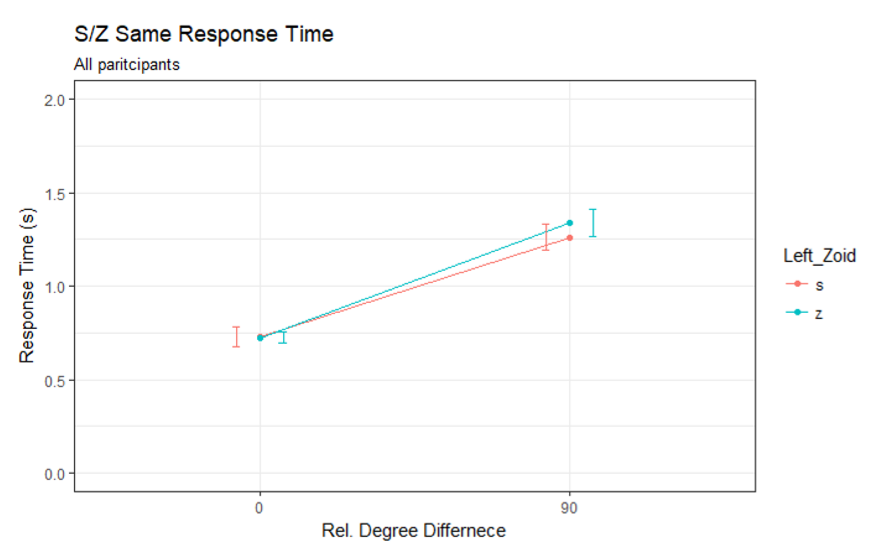 S/Z Same Response Time
All paritcipants
2.0
1.5
1.0
0.5
0.0
Response Time (s)
0
90
Rel. Degree Differnece
Left_Zoid
s
z